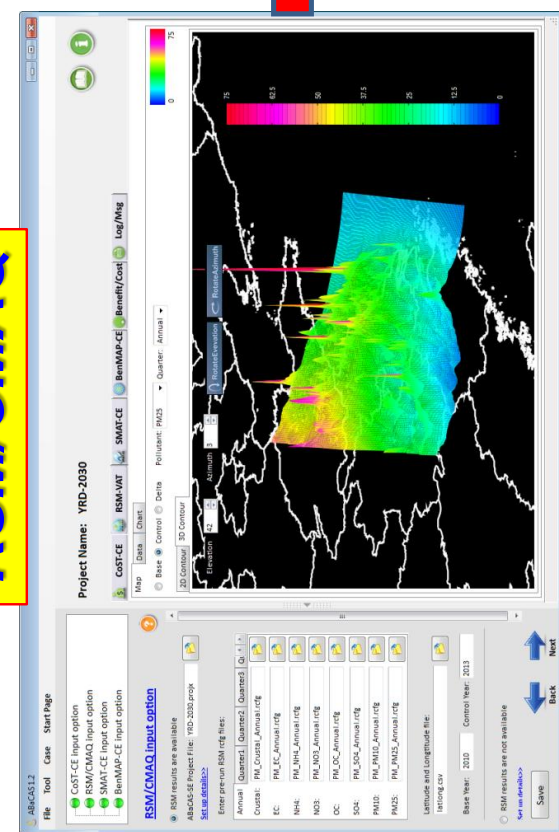 RSM/CMAQ
ABaCAS1.2
File Tool Case Start Page
CoST-CE input option
RSM/CMAQ input option
SMAT-CE input option
BenMAP-CE input option
RSM/CMAQ input option
RSM results are available
ABaCAS-SE Project File: YRD-2030.projx
Set up details>>
Enter pre-run RSM rcfg files:
Annual Quarter1 Quarter2 Quarter3 Qu
Crustal: PM_Crustal_Annual.rcfg
EC: PM_EC_Annual.rcfg
NH4: PM_NH4_Annual.rcfg
NO3: PM_NO3_Annual.rcfg
OC: PM_OC_Annual.rcfg
SO4: PM_SO4_Annual.rcfg
PM10: PM_PM10_Annual.rcfg
PM25: PM_PM25_Annual.rcfg
Latitude and Longtitude file:
latlong.csv
Base Year: 2010 Control Year: 2013
RSM results are not available
Set up details>>
Save
Back
Next
Project Name: YRD-2030
CoST-CE RSM-VAT SMAT-CE BenMAP-CE Benefit/Cost Log/Msg
Map Data Chart
Base Control Delta Pollutant: PM25 Quarter: Annual
0 75
2D Contour 3D Contour
Elevation 42 Azimuth 3 RotateEvevation RotateAzimuth
75
62.5
50
37.5
25
12.5
0